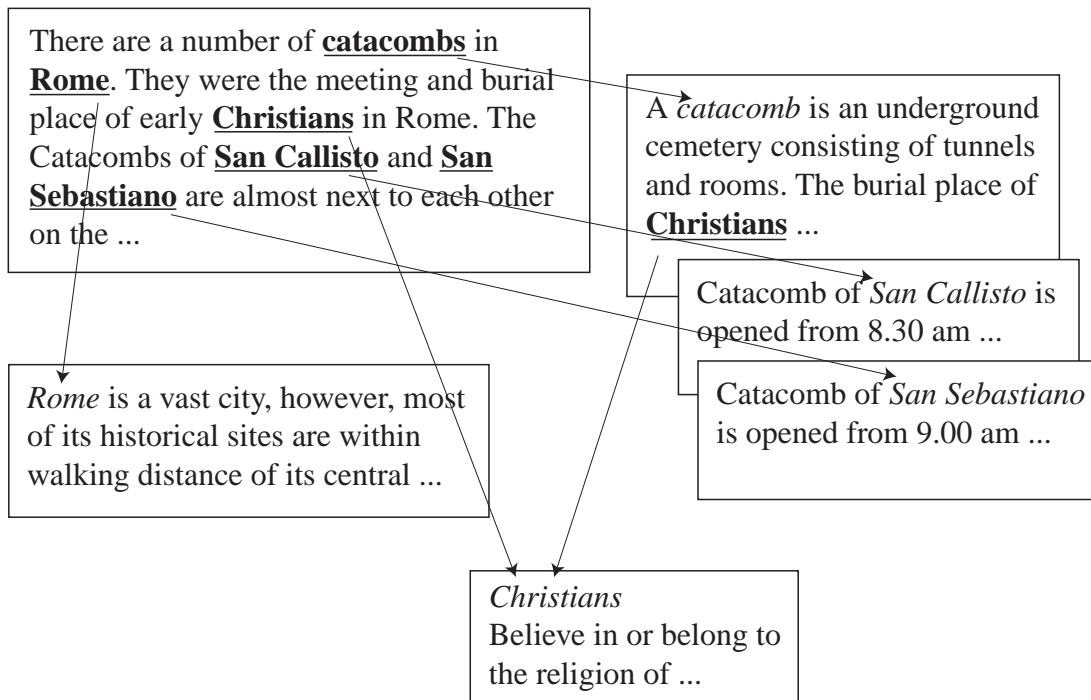 There are a number of catacombs in
Rome. They were the meeting and burial
place of early Christians in Rome. The
Catacombs of San Callisto and San
Sebastiano are almost next to each other
on the ...
A catacomb is an underground
cemetery consisting of tunnels
and rooms. The burial place of
Christians ...
Catacomb of San Callisto is
opened from 8.30 am ...
Catacomb of San Sebastiano
is opened from 9.00 am ...
Rome is a vast city, however, most
of its historical sites are within
walking distance of its central ...
Christians
Believe in or belong to
the religion of ...